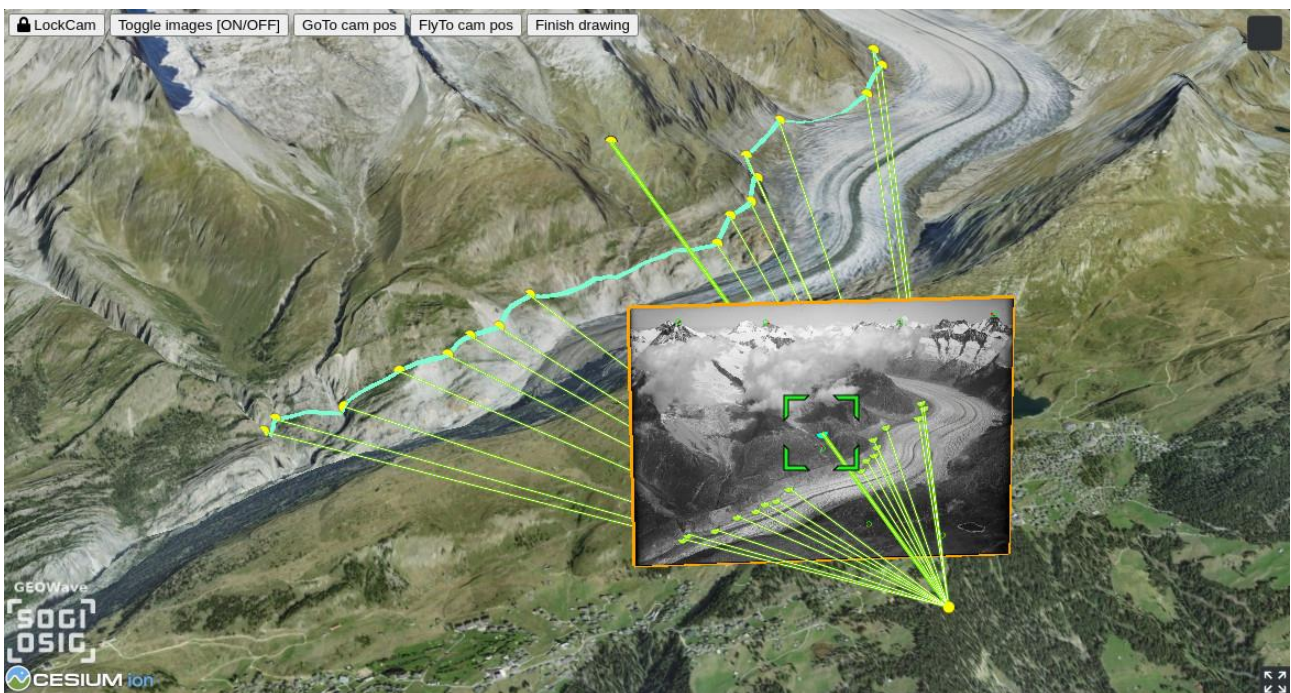 LockCam
Toggle images [ON/OFF]
GoTo cam pos
FlyTo cam pos
Finish drawing
GEOWave
SOGI
OSIG
CESIUM ion